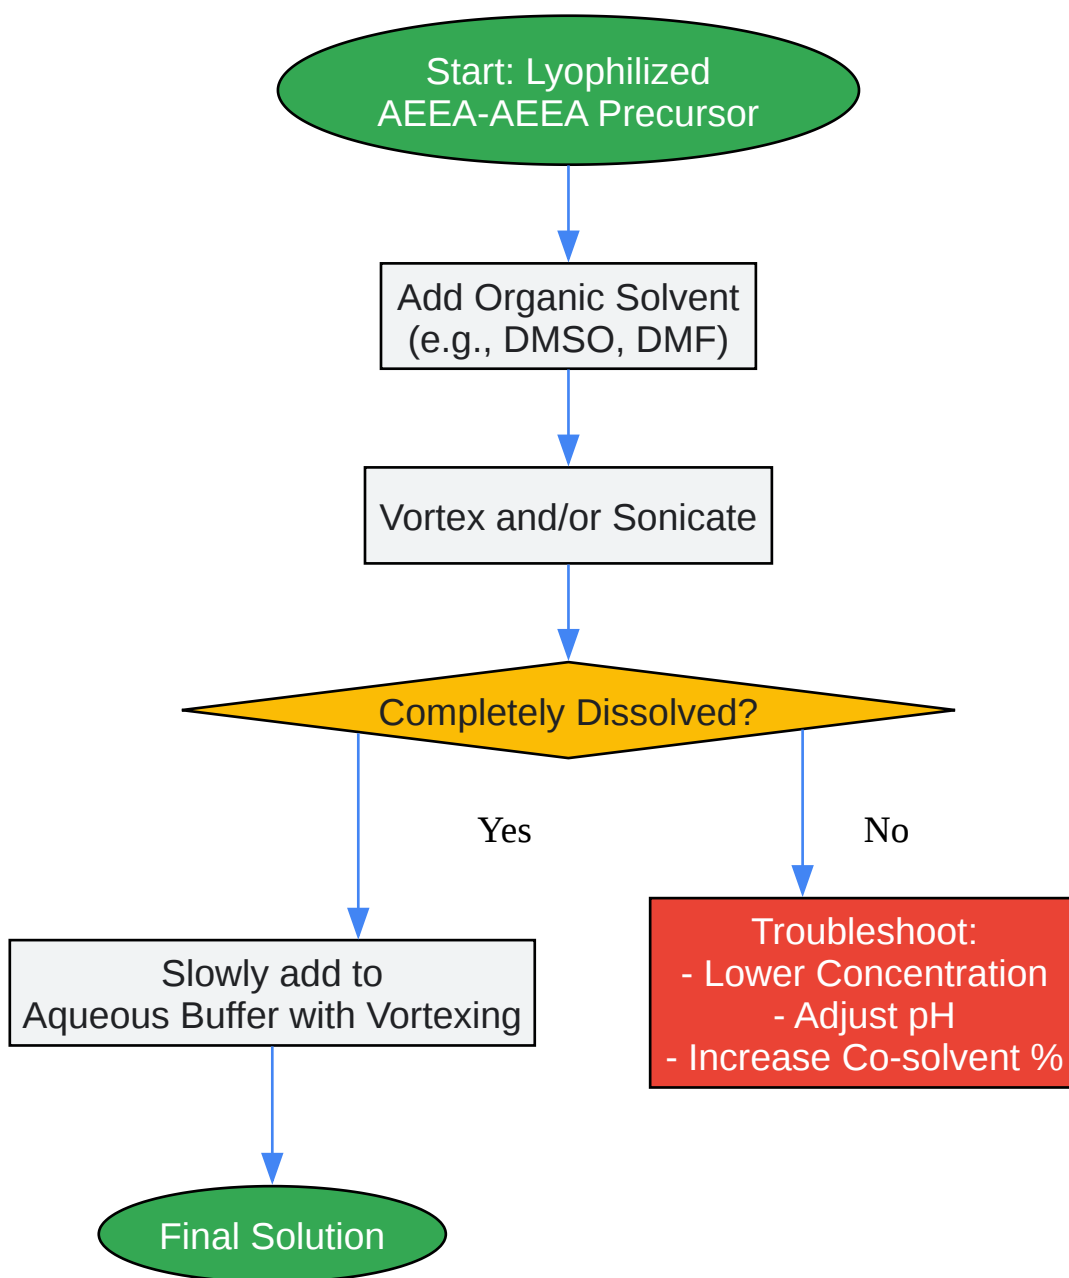 Start: Lyophilized
AEEA-AEEA Precursor
Add Organic Solvent
(e.g., DMSO, DMF)
Vortex and/or Sonicate
Completely Dissolved?
Yes
No
Slowly add to
Aqueous Buffer with Vortexing
Troubleshoot:
- Lower Concentration
- Adjust pH
- Increase Co-solvent %
Final Solution